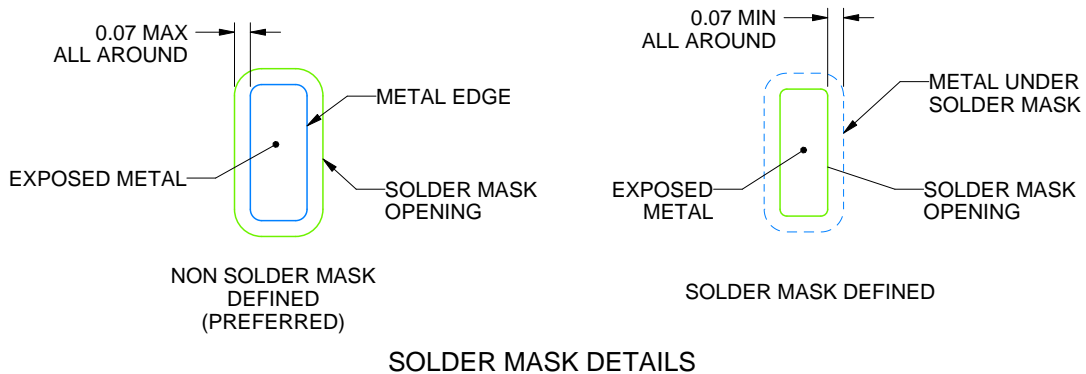 0.07 MAX
ALL AROUND
METAL EDGE
EXPOSED METAL
SOLDER MASK
OPENING
NON SOLDER MASK
DEFINED
(PREFERRED)
0.07 MIN
ALL AROUND
METAL UNDER
SOLDER MASK
EXPOSED
METAL
SOLDER MASK
OPENING
SOLDER MASK DEFINED
SOLDER MASK DETAILS